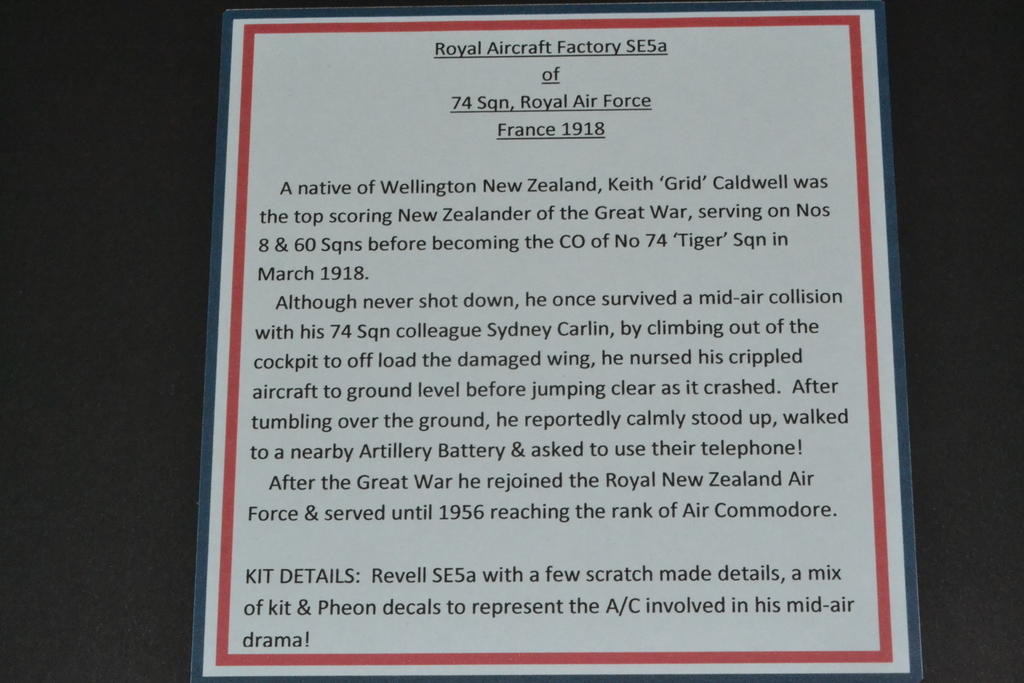 Royal Aircraft Factory SE5a
of
74 Sqn, Royal Air Force
France 1918
A native of Wellington New Zealand, Keith ‘Grid’ Caldwell was
the top scoring New Zealander of the Great War, serving on Nos
8 & 60 Sqns before becoming the CO of No 74 ‘Tiger’ Sqn in
March 1918.
Although never shot down, he once survived a mid-air collision
with his 74 Sqn colleague Sydney Carlin, by climbing out of the
cockpit to off load the damaged wing, he nursed his crippled
aircraft to ground level before jumping clear as it crashed.  After
tumbling over the ground, he reportedly calmly stood up, walked
to a nearby Artillery Battery & asked to use their telephone!
After the Great War he rejoined the Royal New Zealand Air
Force & served until 1956 reaching the rank of Air Commodore.
KIT DETAILS:  Revell SE5a with a few scratch made details, a mix
of kit & Pheon decals to represent the A/C involved in his mid-air
drama!